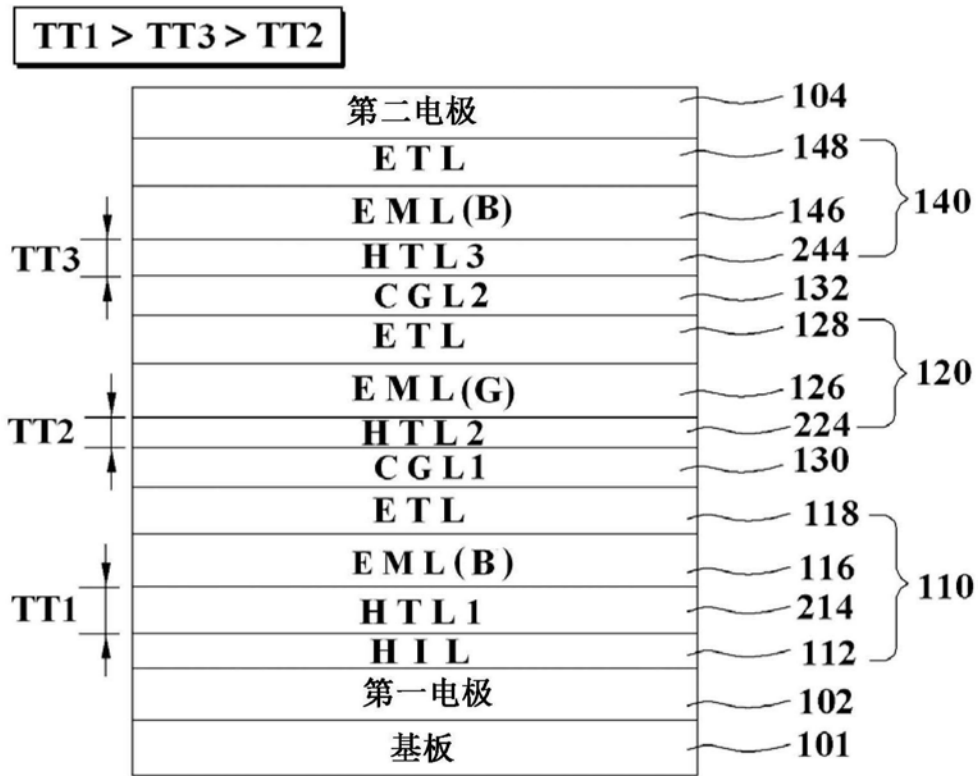 TT1 > TT3 > TT2
第二电极 104
ETL 148
140
EML(B) 146
TT3 HTL3 244
CGL2 132
ETL 128
120
EML(G) 126
TT2 HTL2 224
CGL1 130
ETL 118
EML(B) 116
110
TT1 HTL1 214
HIL 112
第一电极 102
基板 101